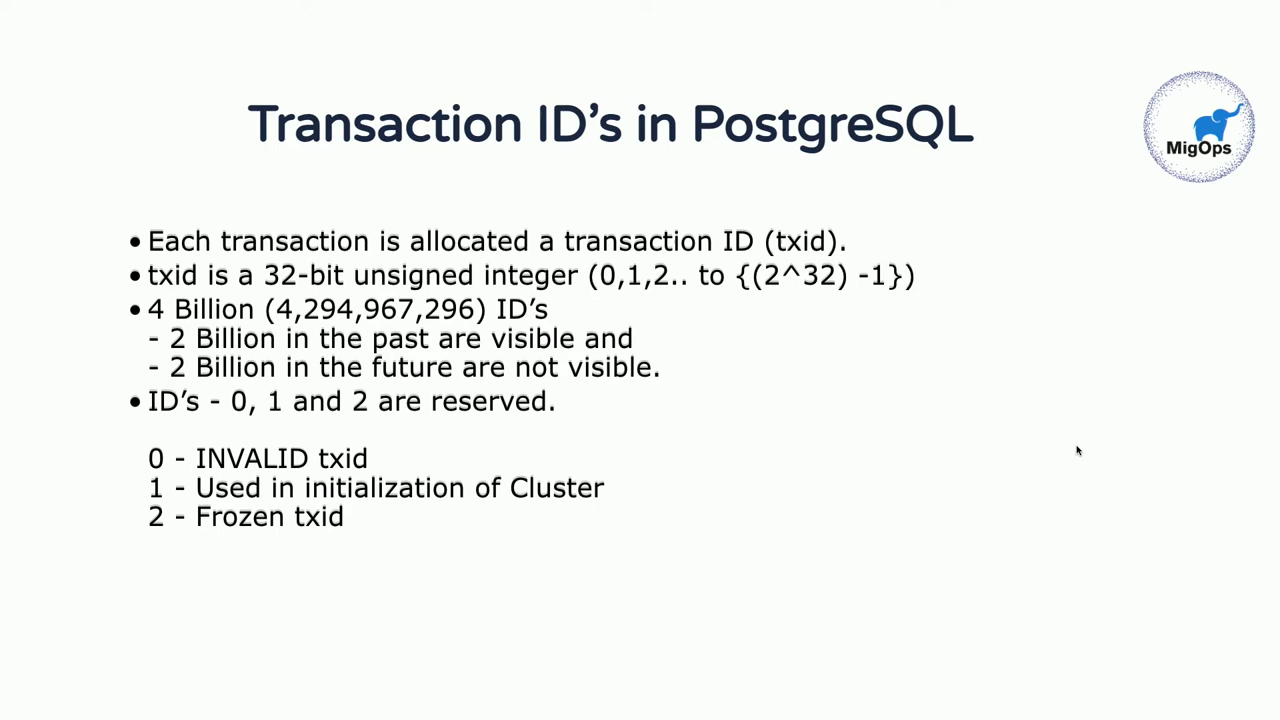 Transaction ID’s in PostgreSQL
MigOps
• Each transaction is allocated a transaction ID (txid).
• txid is a 32-bit unsigned integer (0,1,2.. to {(2^32) -1})
• 4 Billion (4,294,967,296) ID’s
- 2 Billion in the past are visible and
- 2 Billion in the future are not visible.
• ID’s - 0, 1 and 2 are reserved.
0 - INVALID txid
1 - Used in initialization of Cluster
2 - Frozen txid